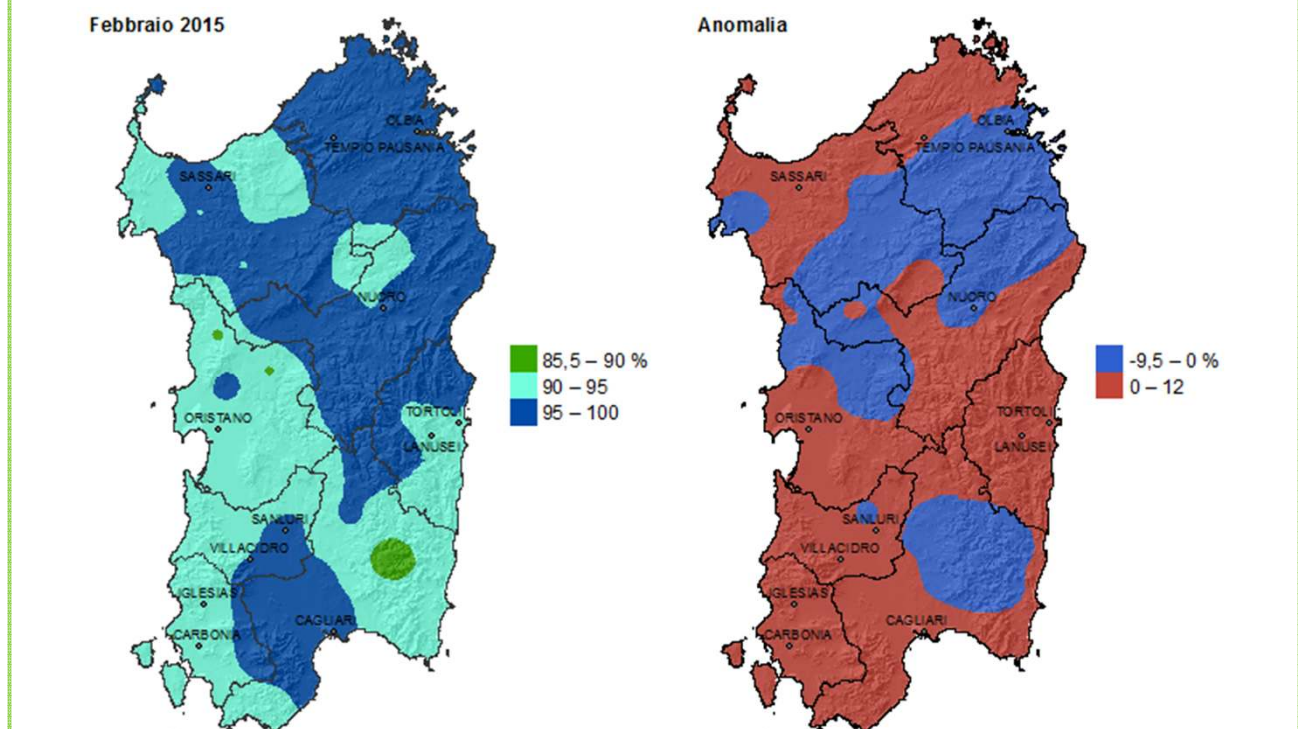 Febbraio 2015
OLBIA
TEMPIO PAUSANIA
SASSARI
NUORO
ORISTANO
TORTOLI
LANUSEI
SANLURI
VILLACIDRO
IGLESIAS
CAGLIARI
CARBONIA
85,5 – 90 %
90 – 95
95 – 100
Anomalia
OLBIA
TEMPIO PAUSANIA
SASSARI
NUORO
ORISTANO
TORTOLI
LANUSEI
SANLURI
VILLACIDRO
IGLESIAS
CAGLIARI
CARBONIA
-9,5 – 0 %
0 – 12